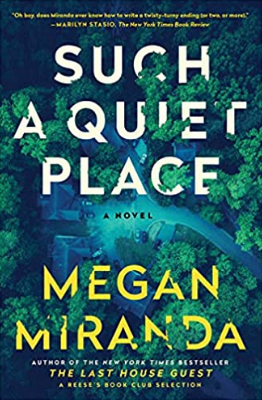 "Oh boy, does Miranda ever know how to write a twisty-turny ending (or two, or more)."
—MARILYN STASIO, The New York Times Book Review
SUCH
A QUIET
PLACE
A NOVEL
MEGAN
MIRANDA
AUTHOR OF THE NEW YORK TIMES BESTSELLER
THE LAST HOUSE GUEST
A REESE'S BOOK CLUB SELECTION